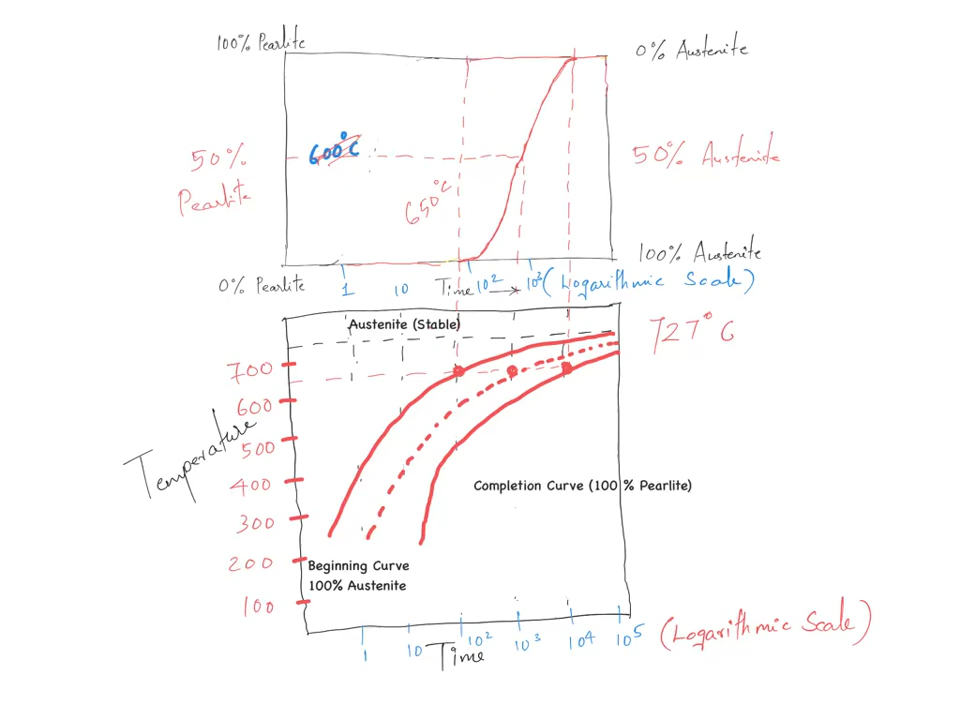 100% Pearlite
0% Austenite
600°C
50%
Pearlite
50% Austenite
650°C
100% Austenite
0% Pearlite
1 10 Time 10² → 10³ (Logarithmic Scale)
Austenite (Stable)
727°C
700
600
500
400
300
200
100
Temperature
Completion Curve (100 % Pearlite)
Beginning Curve
100% Austenite
1 10 10² 10³ 10⁴ 10⁵
Time
(Logarithmic Scale)